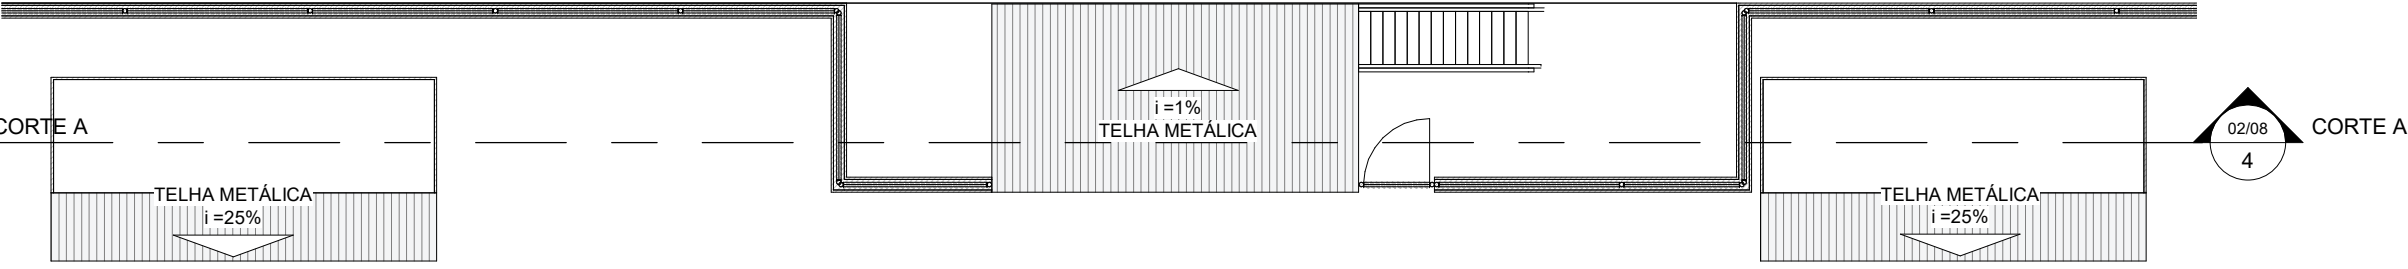 CORTE A
TELHA METÁLICA
i =25%
i =1%
TELHA METÁLICA
TELHA METÁLICA
i =25%
02/08
4
CORTE A